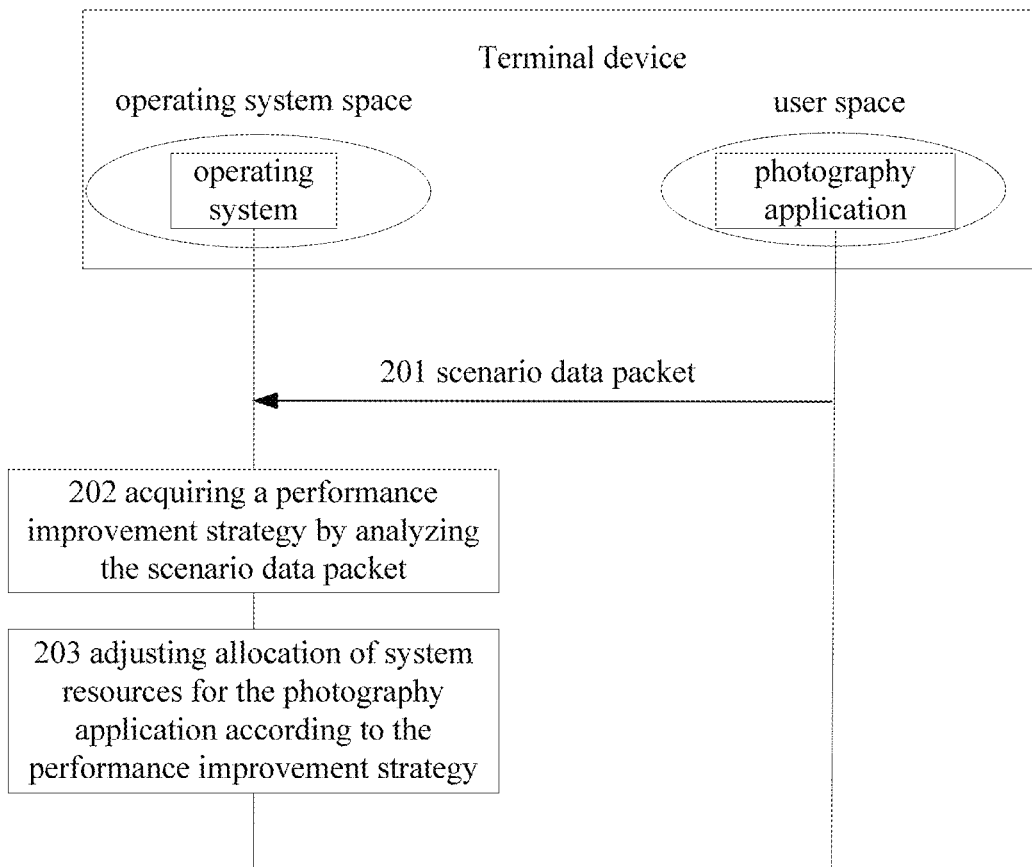 Terminal device
operating system space
user space
operating
system
photography
application
201 scenario data packet
202 acquiring a performance
improvement strategy by analyzing
the scenario data packet
203 adjusting allocation of system
resources for the photography
application according to the
performance improvement strategy